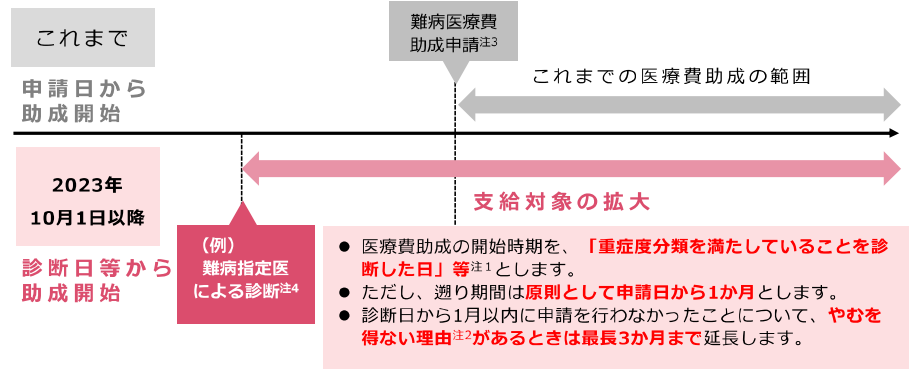 これまで
申請日から
助成開始
難病医療費
助成申請注3
これまでの医療費助成の範囲
2023年
10月1日以降
診断日等から
助成開始
支給対象の拡大
（例）
難病指定医
による診断注4
● 医療費助成の開始時期を、「重症度分類を満たしていることを診
断した日」等注1とします。
● ただし、遡り期間は原則として申請日から1か月とします。
● 診断日から1月以内に申請を行わなかったことについて、やむを
得ない理由注2があるときは最長3か月まで延長します。